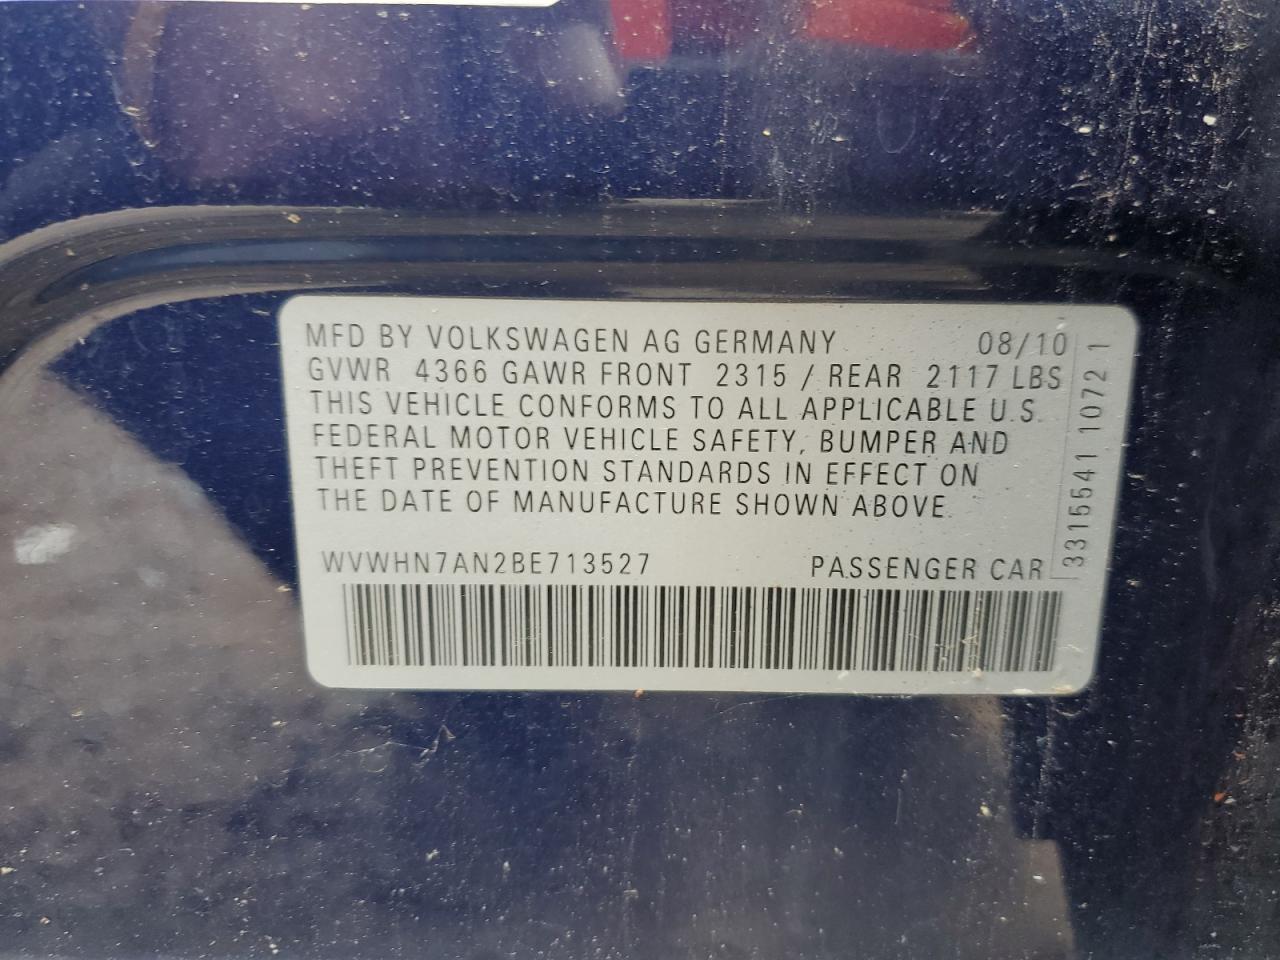 MFD BY VOLKSWAGEN AG GERMANY 08/10
GVWR 4366 GAWR FRONT 2315 / REAR 2117 LBS
THIS VEHICLE CONFORMS TO ALL APPLICABLE U.S.
FEDERAL MOTOR VEHICLE SAFETY, BUMPER AND
THEFT PREVENTION STANDARDS IN EFFECT ON
THE DATE OF MANUFACTURE SHOWN ABOVE.
WVWHN7AN2BE713527 PASSENGER CAR
3315541 1072 1